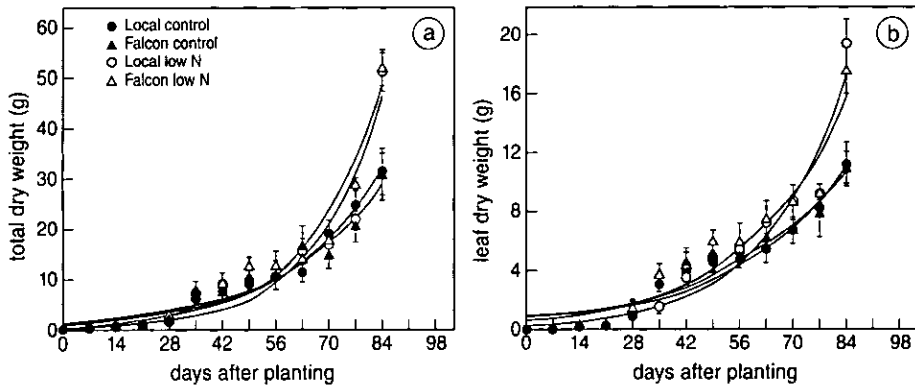 60
50
40
30
20
10
0
total dry weight (g)
Local control
Falcon control
Local low N
Falcon low N
a
0 14 28 42 56 70 84 98
days after planting
20
16
12
8
4
0
leaf dry weight (g)
b
0 14 28 42 56 70 84 98
days after planting